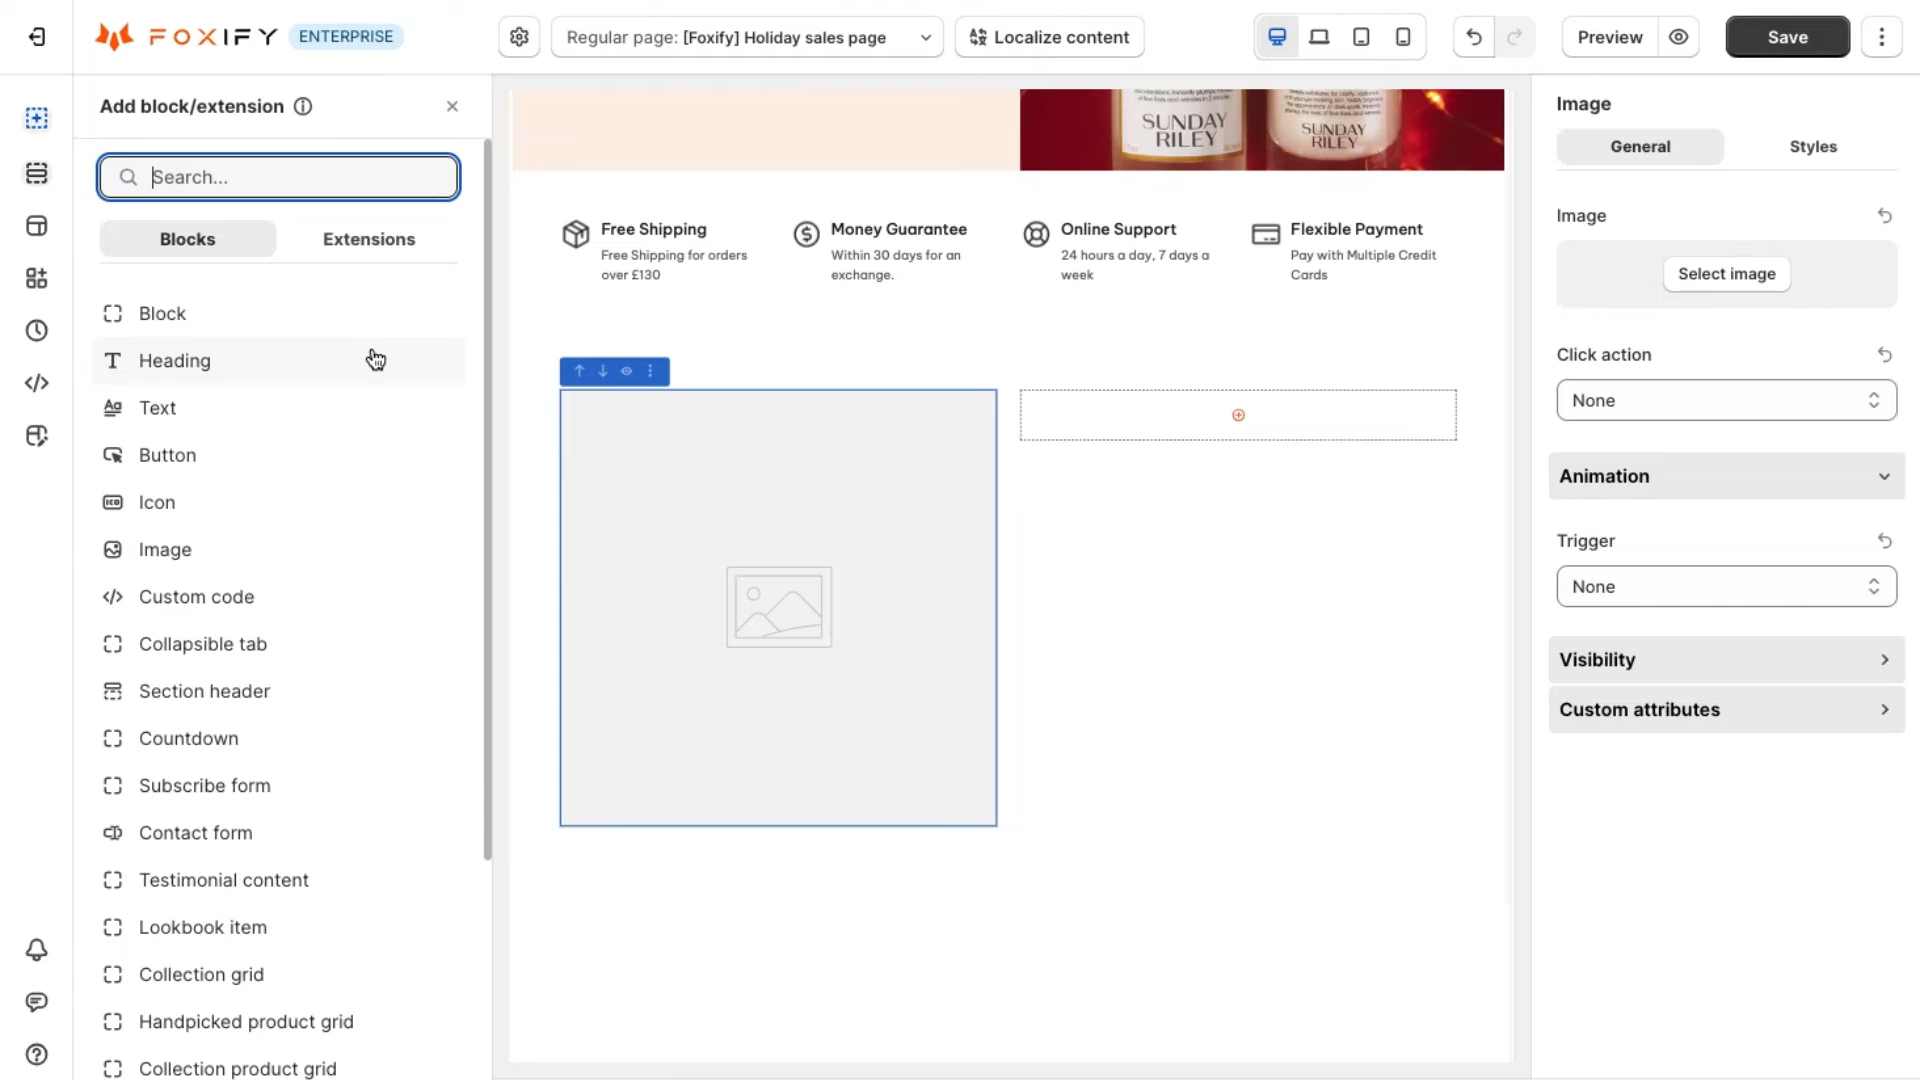 FOXIFY ENTERPRISE
Regular page: [Foxify] Holiday sales page
Localize content
Preview
Save
Add block/extension
Search...
Blocks
Extensions
Block
Heading
Text
Button
Icon
Image
Custom code
Collapsible tab
Section header
Countdown
Subscribe form
Contact form
Testimonial content
Lookbook item
Collection grid
Handpicked product grid
Collection product grid
SUNDAY
RILEY
SUNDAY
RILEY
Free Shipping
Free Shipping for orders
over £130
Money Guarantee
Within 30 days for an
exchange.
Online Support
24 hours a day, 7 days a
week
Flexible Payment
Pay with Multiple Credit
Cards
Image
General
Styles
Image
Select image
Click action
None
Animation
Trigger
None
Visibility
Custom attributes